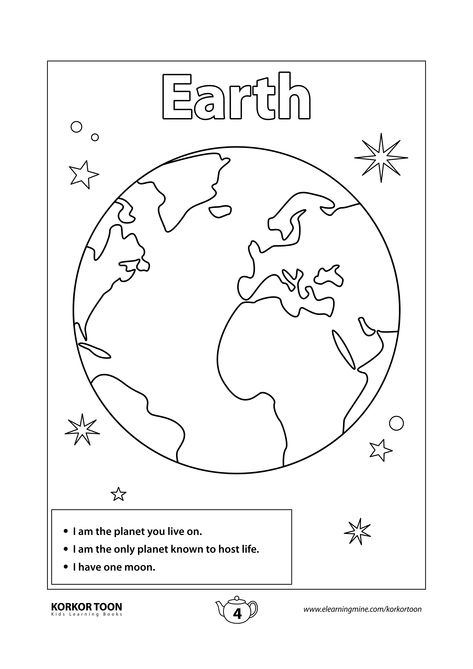 Earth
• I am the planet you live on.
• I am the only planet known to host life.
• I have one moon.
KORKOR TOON
Kids Learning Books
4
www.elearningmine.com/korkortoon